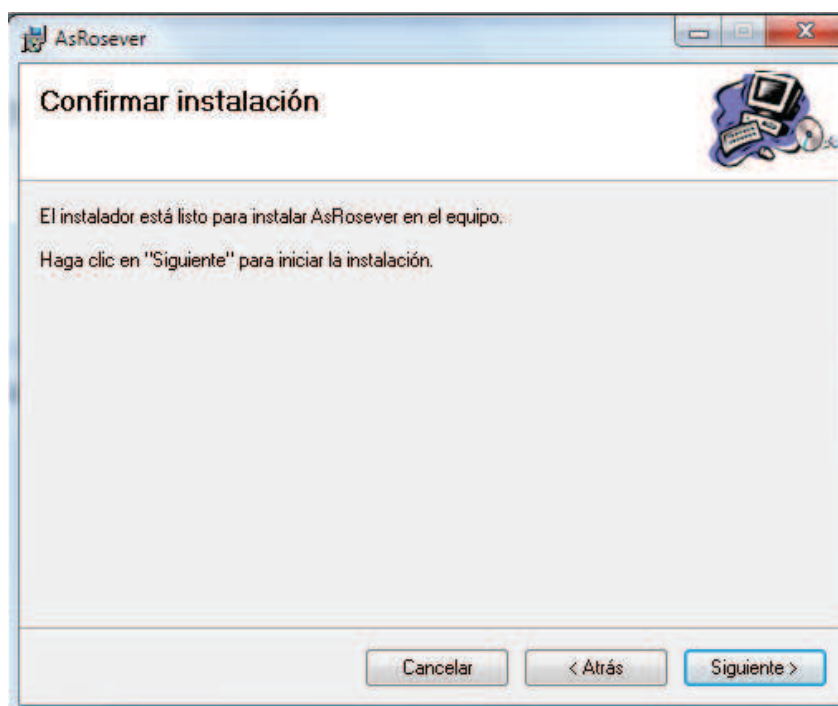 AsRosever
Confirmar instalación
El instalador está listo para instalar AsRosever en el equipo.
Haga clic en "Siguiente" para iniciar la instalación.
Cancelar
< Atrás
Siguiente >